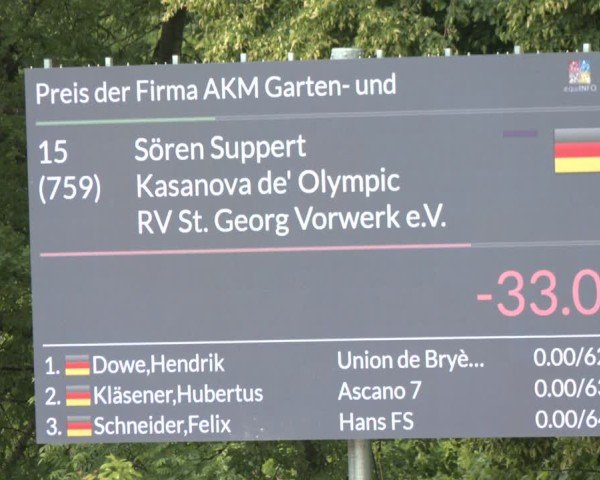 Preis der Firma AKM Garten- und
equiNFO
15 Sören Suppert
(759) Kasanova de' Olympic
RV St. Georg Vorwerk e.V.
-33.0
1. Dowe,Hendrik Union de Bryè... 0.00/62
2. Kläsener,Hubertus Ascano 7 0.00/63
3. Schneider,Felix Hans FS 0.00/64